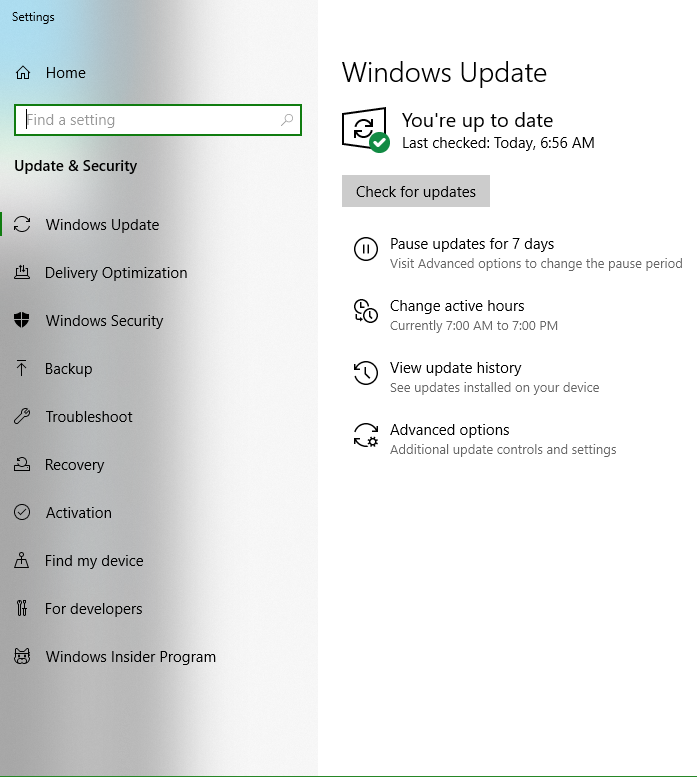 Settings
Home
Find a setting
Update & Security
Windows Update
Delivery Optimization
Windows Security
Backup
Troubleshoot
Recovery
Activation
Find my device
For developers
Windows Insider Program
Windows Update
You're up to date
Last checked: Today, 6:56 AM
Check for updates
Pause updates for 7 days
Visit Advanced options to change the pause period
Change active hours
Currently 7:00 AM to 7:00 PM
View update history
See updates installed on your device
Advanced options
Additional update controls and settings